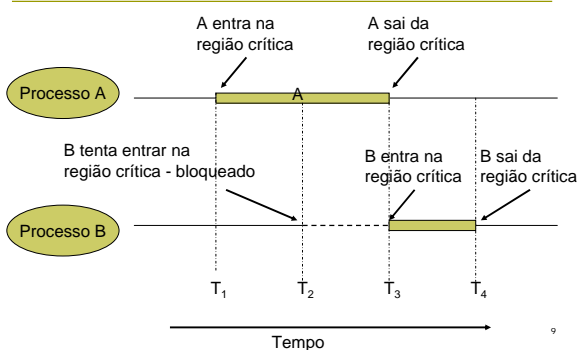 A entra na
região crítica
A sai da
região crítica
Processo A
A
B tenta entrar na
região crítica - bloqueado
B entra na
região crítica
B sai da
região crítica
Processo B
T1
T2
T3
T4
Tempo
9